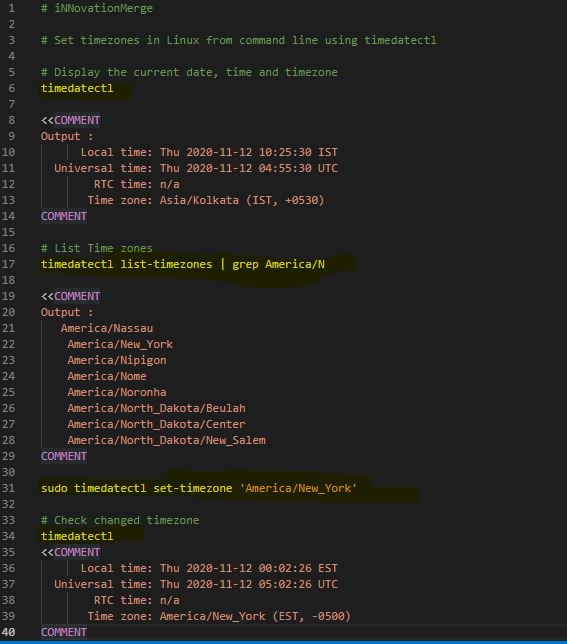 1 # iNNovationMerge
2
3 # Set timezones in Linux from command line using timedatectl
4
5 # Display the current date, time and timezone
6 timedatectl
7
8 <<COMMENT
9 Output :
10 Local time: Thu 2020-11-12 10:25:30 IST
11 Universal time: Thu 2020-11-12 04:55:30 UTC
12 RTC time: n/a
13 Time zone: Asia/Kolkata (IST, +0530)
14 COMMENT
15
16 # List Time zones
17 timedatectl list-timezones | grep America/N
18
19 <<COMMENT
20 Output :
21 America/Nassau
22 America/New_York
23 America/Nipigon
24 America/Nome
25 America/Noronha
26 America/North_Dakota/Beulah
27 America/North_Dakota/Center
28 America/North_Dakota/New_Salem
29 COMMENT
30
31 sudo timedatectl set-timezone 'America/New_York'
32
33 # Check changed timezone
34 timedatectl
35 <<COMMENT
36 Local time: Thu 2020-11-12 00:02:26 EST
37 Universal time: Thu 2020-11-12 05:02:26 UTC
38 RTC time: n/a
39 Time zone: America/New_York (EST, -0500)
40 COMMENT